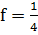 f = 1/4